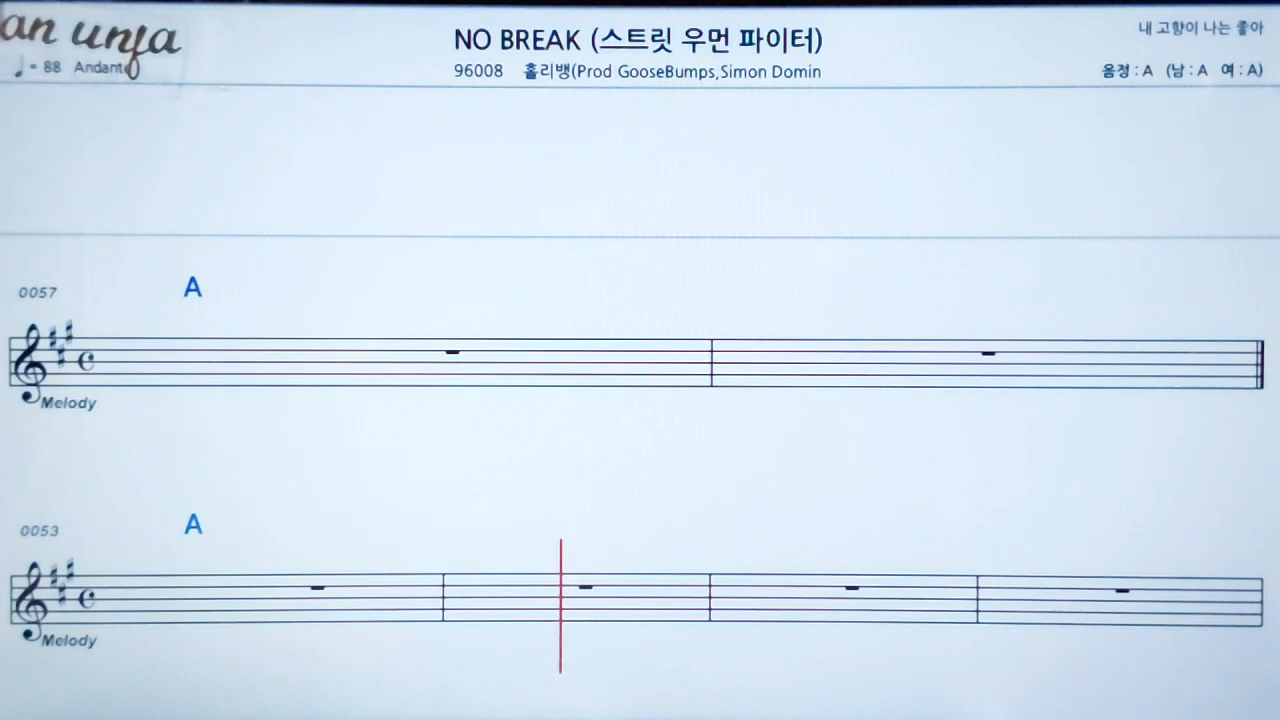 an unja
♩= 88 Andante
NO BREAK (스트릿 우먼 파이터)
96008 홀리뱅(Prod GooseBumps,Simon Domin
내 고향이 나는 좋아
음정 : A (남 : A 여 : A)
0057 A
Melody
0053 A
Melody